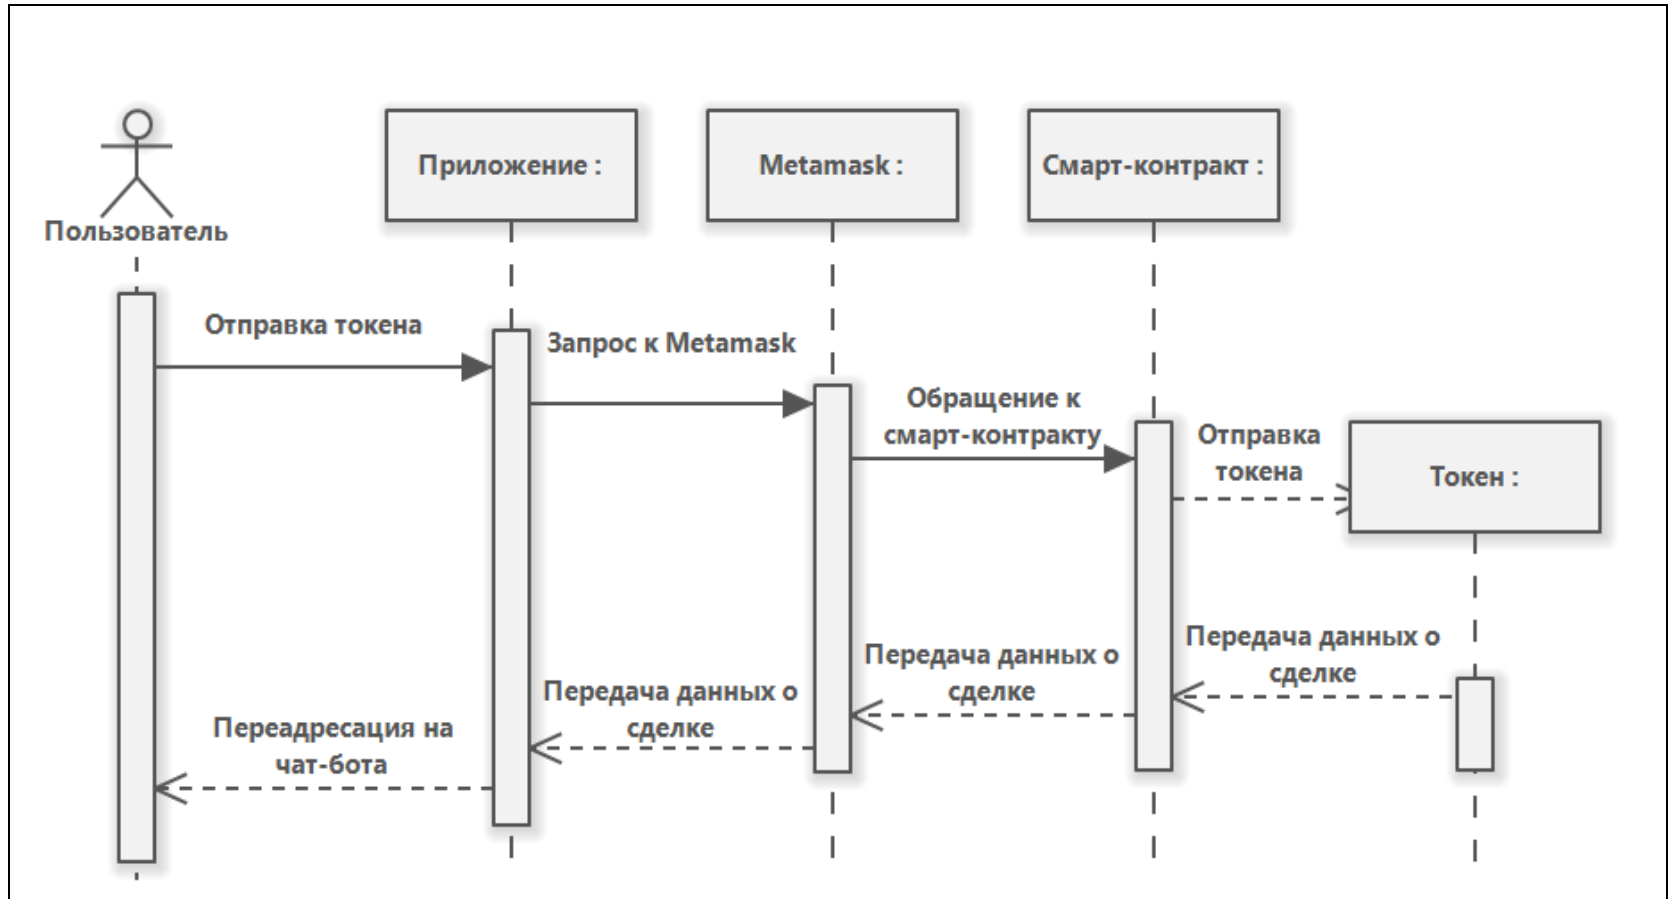 Приложение :
Metamask :
Смарт-контракт :
Пользователь
Отправка токена
Запрос к Metamask
Обращение к
смарт-контракту
Отправка
токена
Токен :
Передача данных о
сделке
Передача данных о
сделке
Передача данных о
сделке
Переадресация на
чат-бота